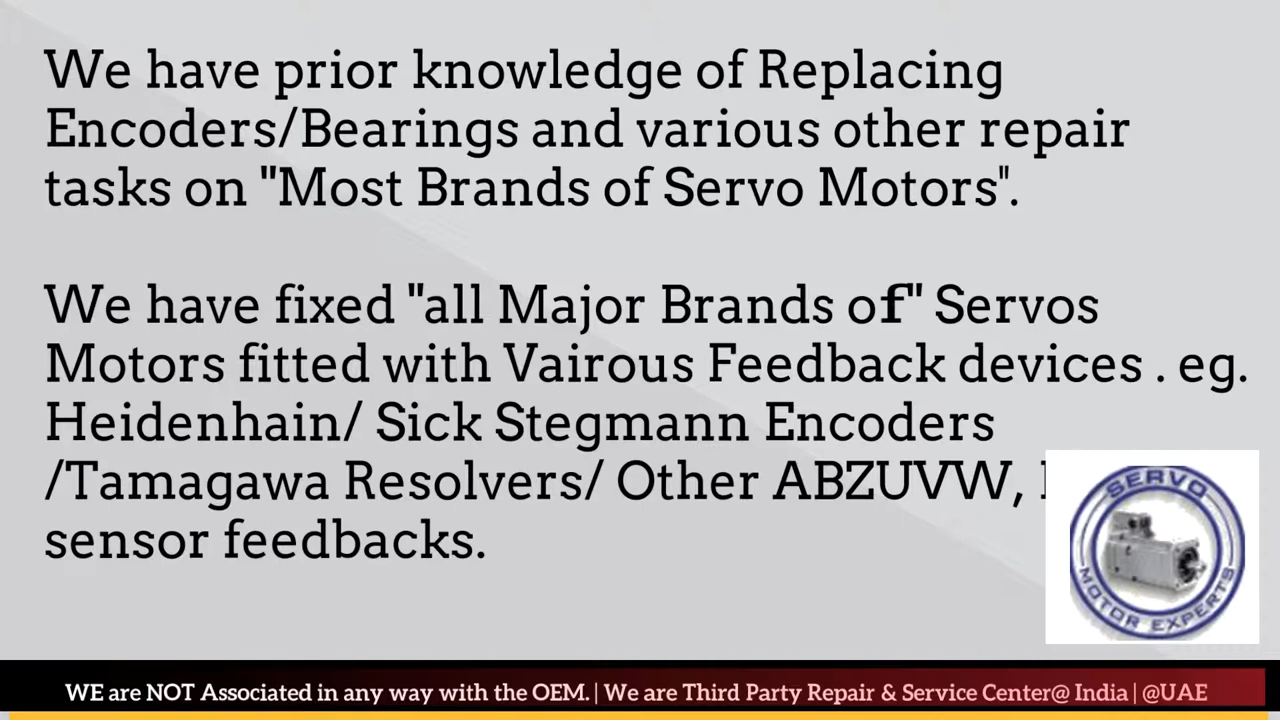 We have prior knowledge of Replacing
Encoders/Bearings and various other repair
tasks on "Most Brands of Servo Motors".
We have fixed "all Major Brands of" Servos
Motors fitted with Vairous Feedback devices . eg.
Heidenhain/ Sick Stegmann Encoders
/Tamagawa Resolvers/ Other ABZUVW,
sensor feedbacks.
SERVO
MOTOR EXPERTS
WE are NOT Associated in any way with the OEM. | We are Third Party Repair & Service Center@ India | @UAE